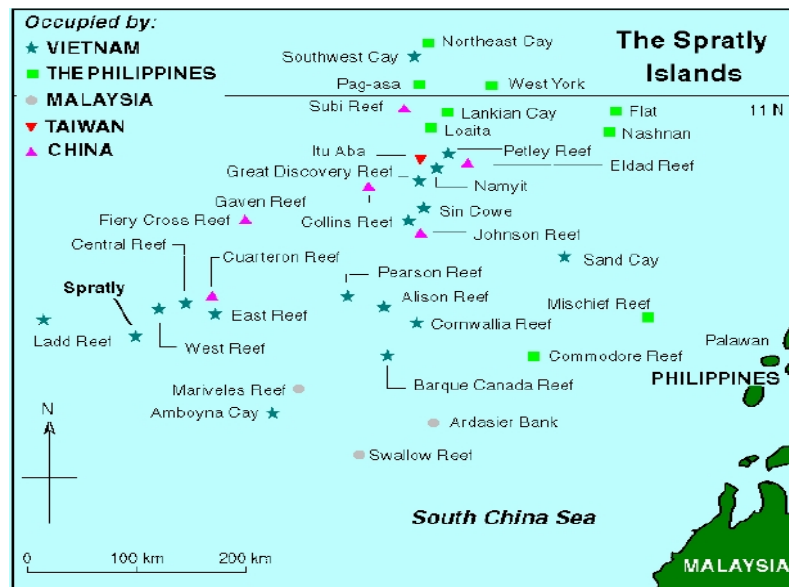 Occupied by:
VIETNAM
THE PHILIPPINES
MALAYSIA
TAIWAN
CHINA
The Spratly
Islands
Northeast Cay
Southwest Cay
Pag-asa
West York
Subi Reef
Lankian Cay
Flat
11 N
Loaita
Nashnan
Itu Aba
Petley Reef
Great Discovery Reef
Eldad Reef
Namyit
Gaven Reef
Sin Cowe
Fiery Cross Reef
Collins Reef
Johnson Reef
Central Reef
Cuarteron Reef
Sand Cay
Pearson Reef
Spratly
Alison Reef
Mischief Reef
East Reef
Cornwallia Reef
Ladd Reef
West Reef
Palawan
Commodore Reef
PHILIPPINES
Mariveles Reef
Barque Canada Reef
Amboyna Cay
N
Ardasier Bank
Swallow Reef
South China Sea
0 100 km 200 km
MALAYSIA